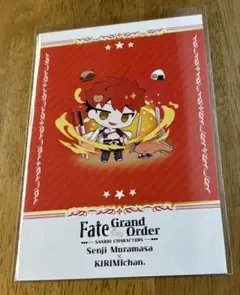 Fate Grand
Order
SANRIO CHARACTERS
Senji Muramasa
×
KIRIMIchan.